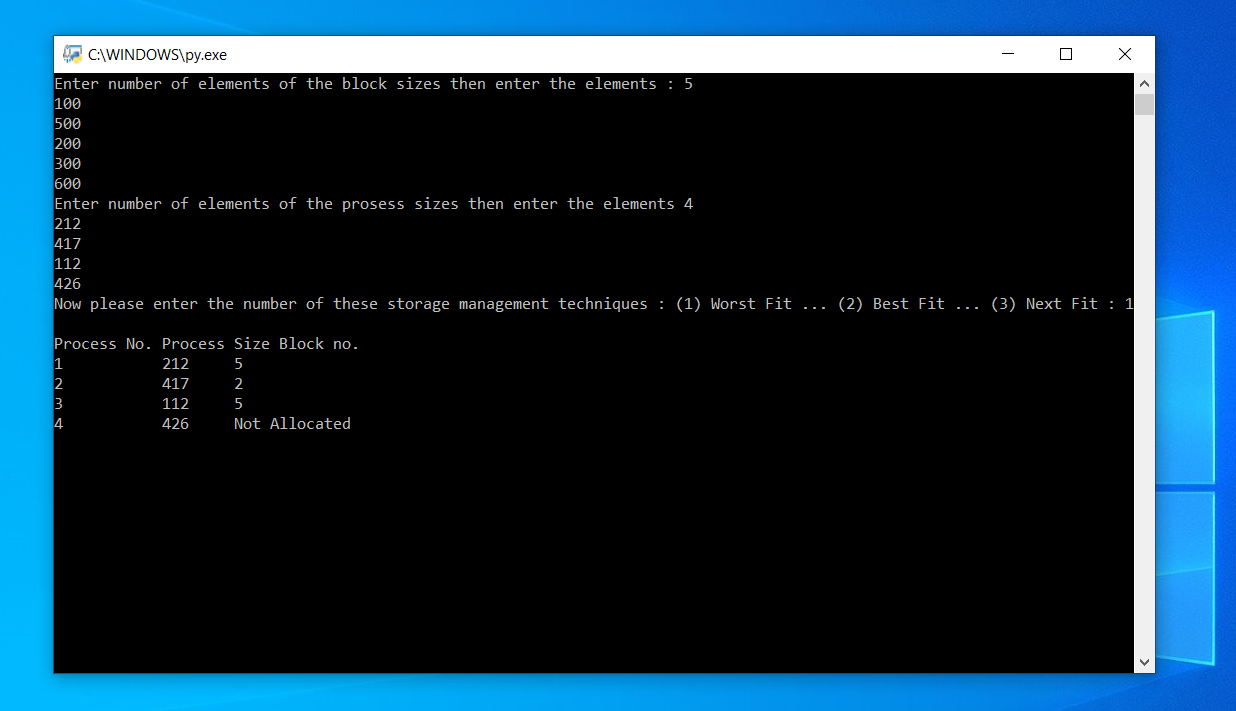 C:\WINDOWS\py.exe
Enter number of elements of the block sizes then enter the elements : 5
100
500
200
300
600
Enter number of elements of the prosess sizes then enter the elements 4
212
417
112
426
Now please enter the number of these storage management techniques : (1) Worst Fit ... (2) Best Fit ... (3) Next Fit : 1
Process No. Process Size Block no.
1 212 5
2 417 2
3 112 5
4 426 Not Allocated